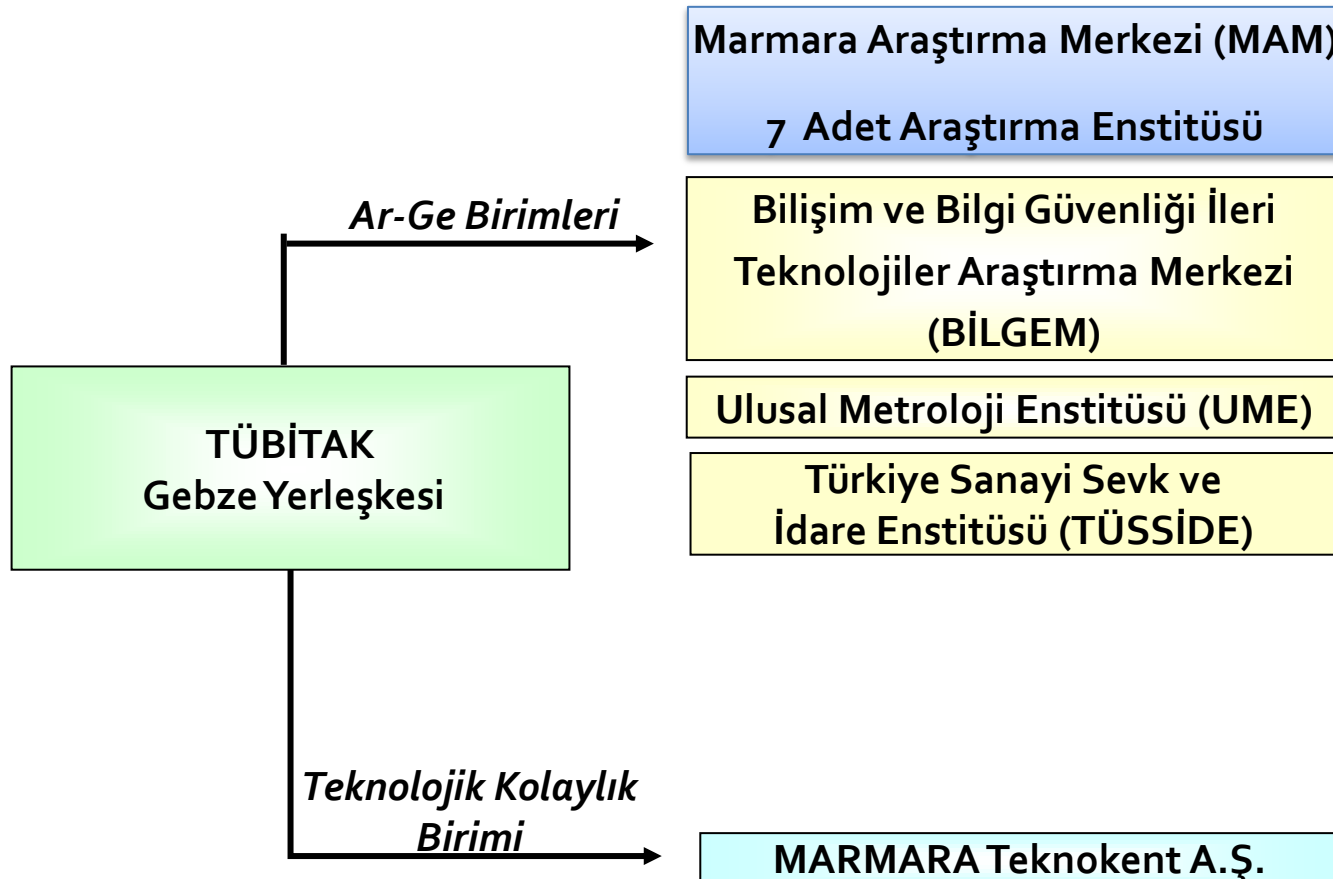 Marmara Araştırma Merkezi (MAM)
7 Adet Araştırma Enstitüsü
Ar-Ge Birimleri
Bilişim ve Bilgi Güvenliği İleri
Teknolojiler Araştırma Merkezi
(BİLGEM)
Ulusal Metroloji Enstitüsü (UME)
TÜBİTAK
Gebze Yerleşkesi
Türkiye Sanayi Sevk ve
İdare Enstitüsü (TÜSSİDE)
Teknolojik Kolaylık
Birimi
MARMARA Teknokent A.Ş.